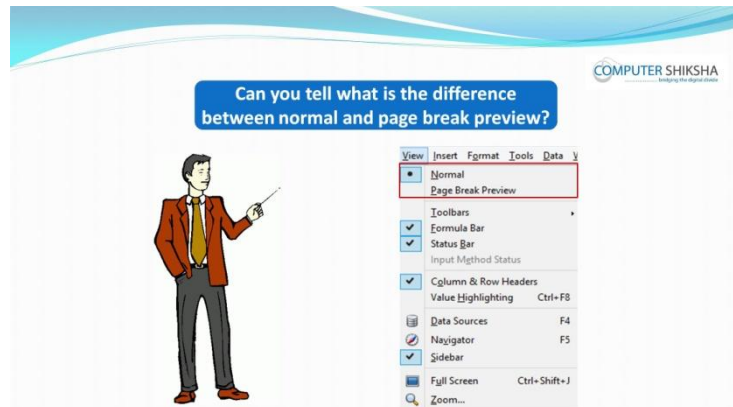 COMPUTER SHIKSHA
bridging the digital divide
Can you tell what is the difference
between normal and page break preview?
View Insert Format Tools Data
Normal
Page Break Preview
Toolbars
Formula Bar
Status Bar
Input Method Status
Column & Row Headers
Value Highlighting Ctrl+F8
Data Sources F4
Navigator F5
Sidebar
Full Screen Ctrl+Shift+J
Zoom...